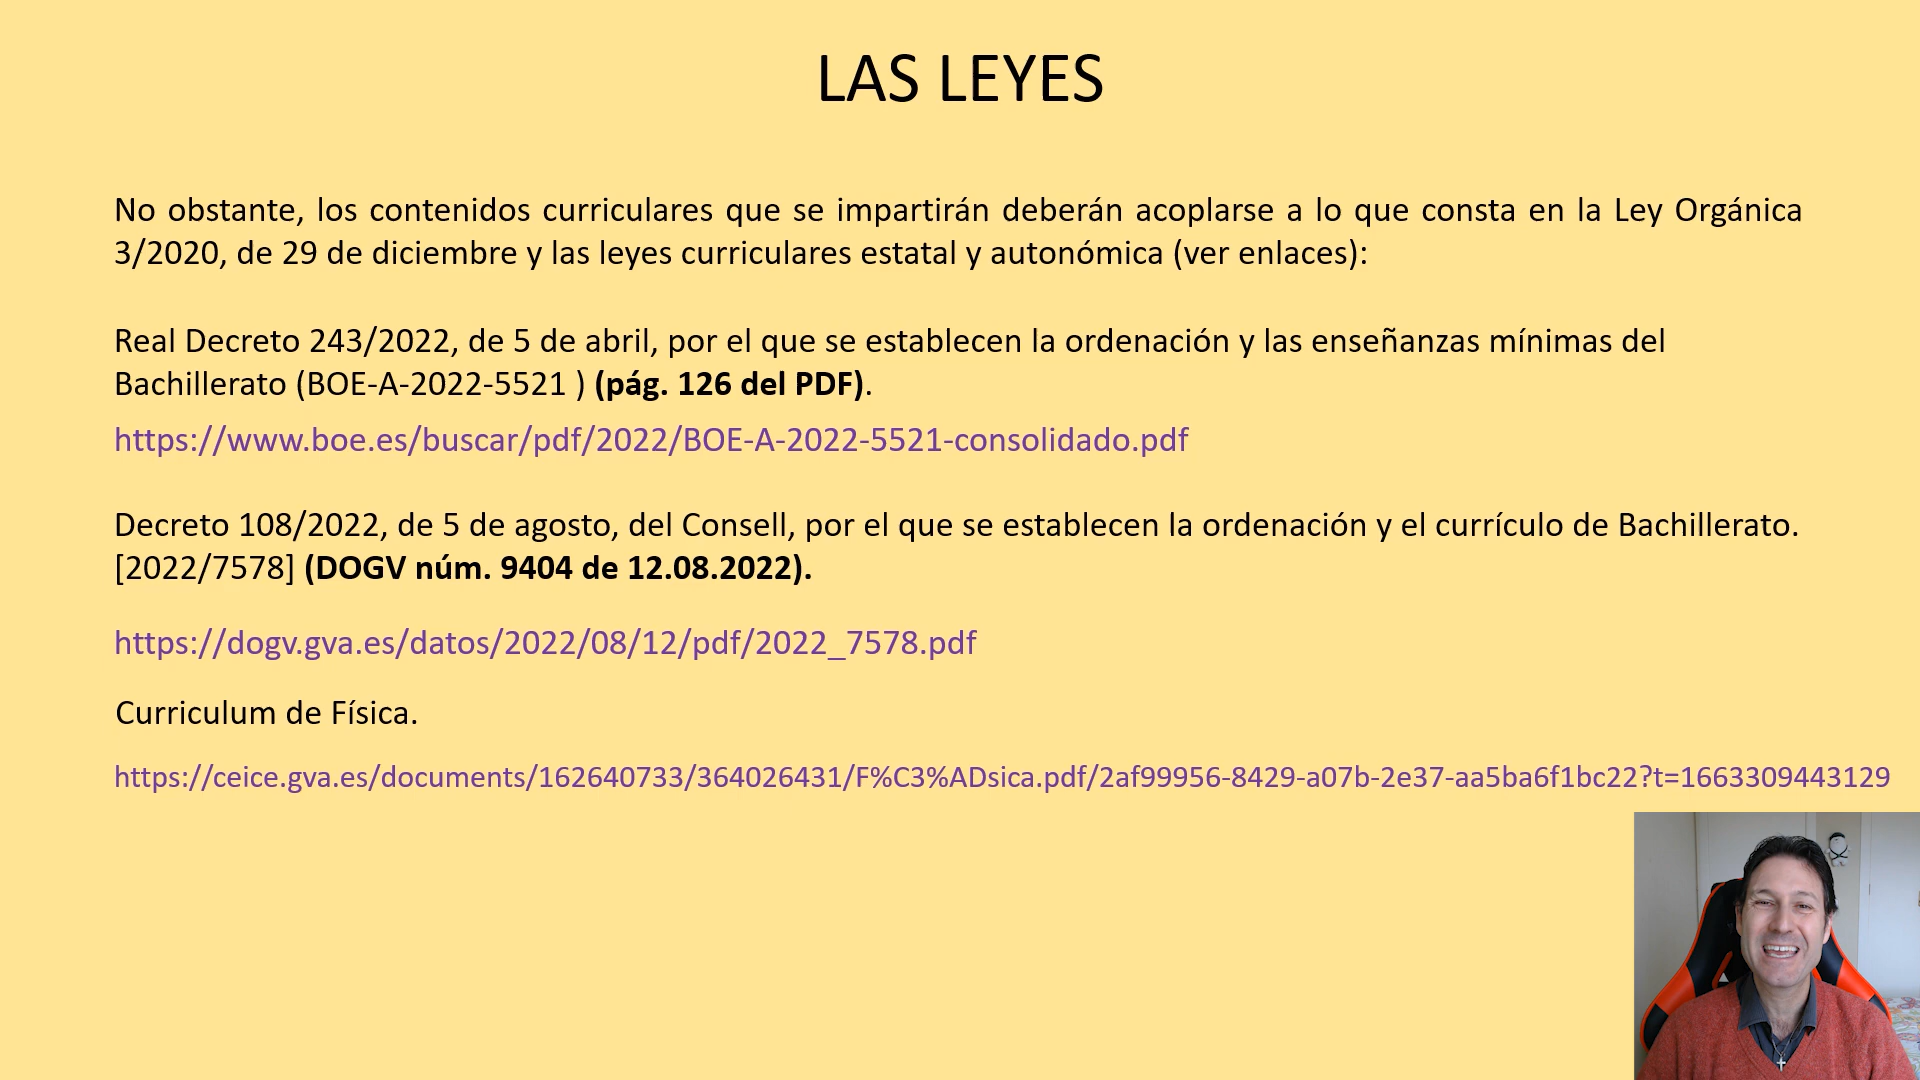 LAS LEYES
No obstante, los contenidos curriculares que se impartirán deberán acoplarse a lo que consta en la Ley Orgánica
3/2020, de 29 de diciembre y las leyes curriculares estatal y autonómica (ver enlaces):
Real Decreto 243/2022, de 5 de abril, por el que se establecen la ordenación y las enseñanzas mínimas del
Bachillerato (BOE-A-2022-5521 ) (pág. 126 del PDF).
https://www.boe.es/buscar/pdf/2022/BOE-A-2022-5521-consolidado.pdf
Decreto 108/2022, de 5 de agosto, del Consell, por el que se establecen la ordenación y el currículo de Bachillerato.
[2022/7578] (DOGV núm. 9404 de 12.08.2022).
https://dogv.gva.es/datos/2022/08/12/pdf/2022_7578.pdf
Curriculum de Física.
https://ceice.gva.es/documents/162640733/364026431/F%C3%ADsica.pdf/2af99956-8429-a07b-2e37-aa5ba6f1bc22?t=1663309443129